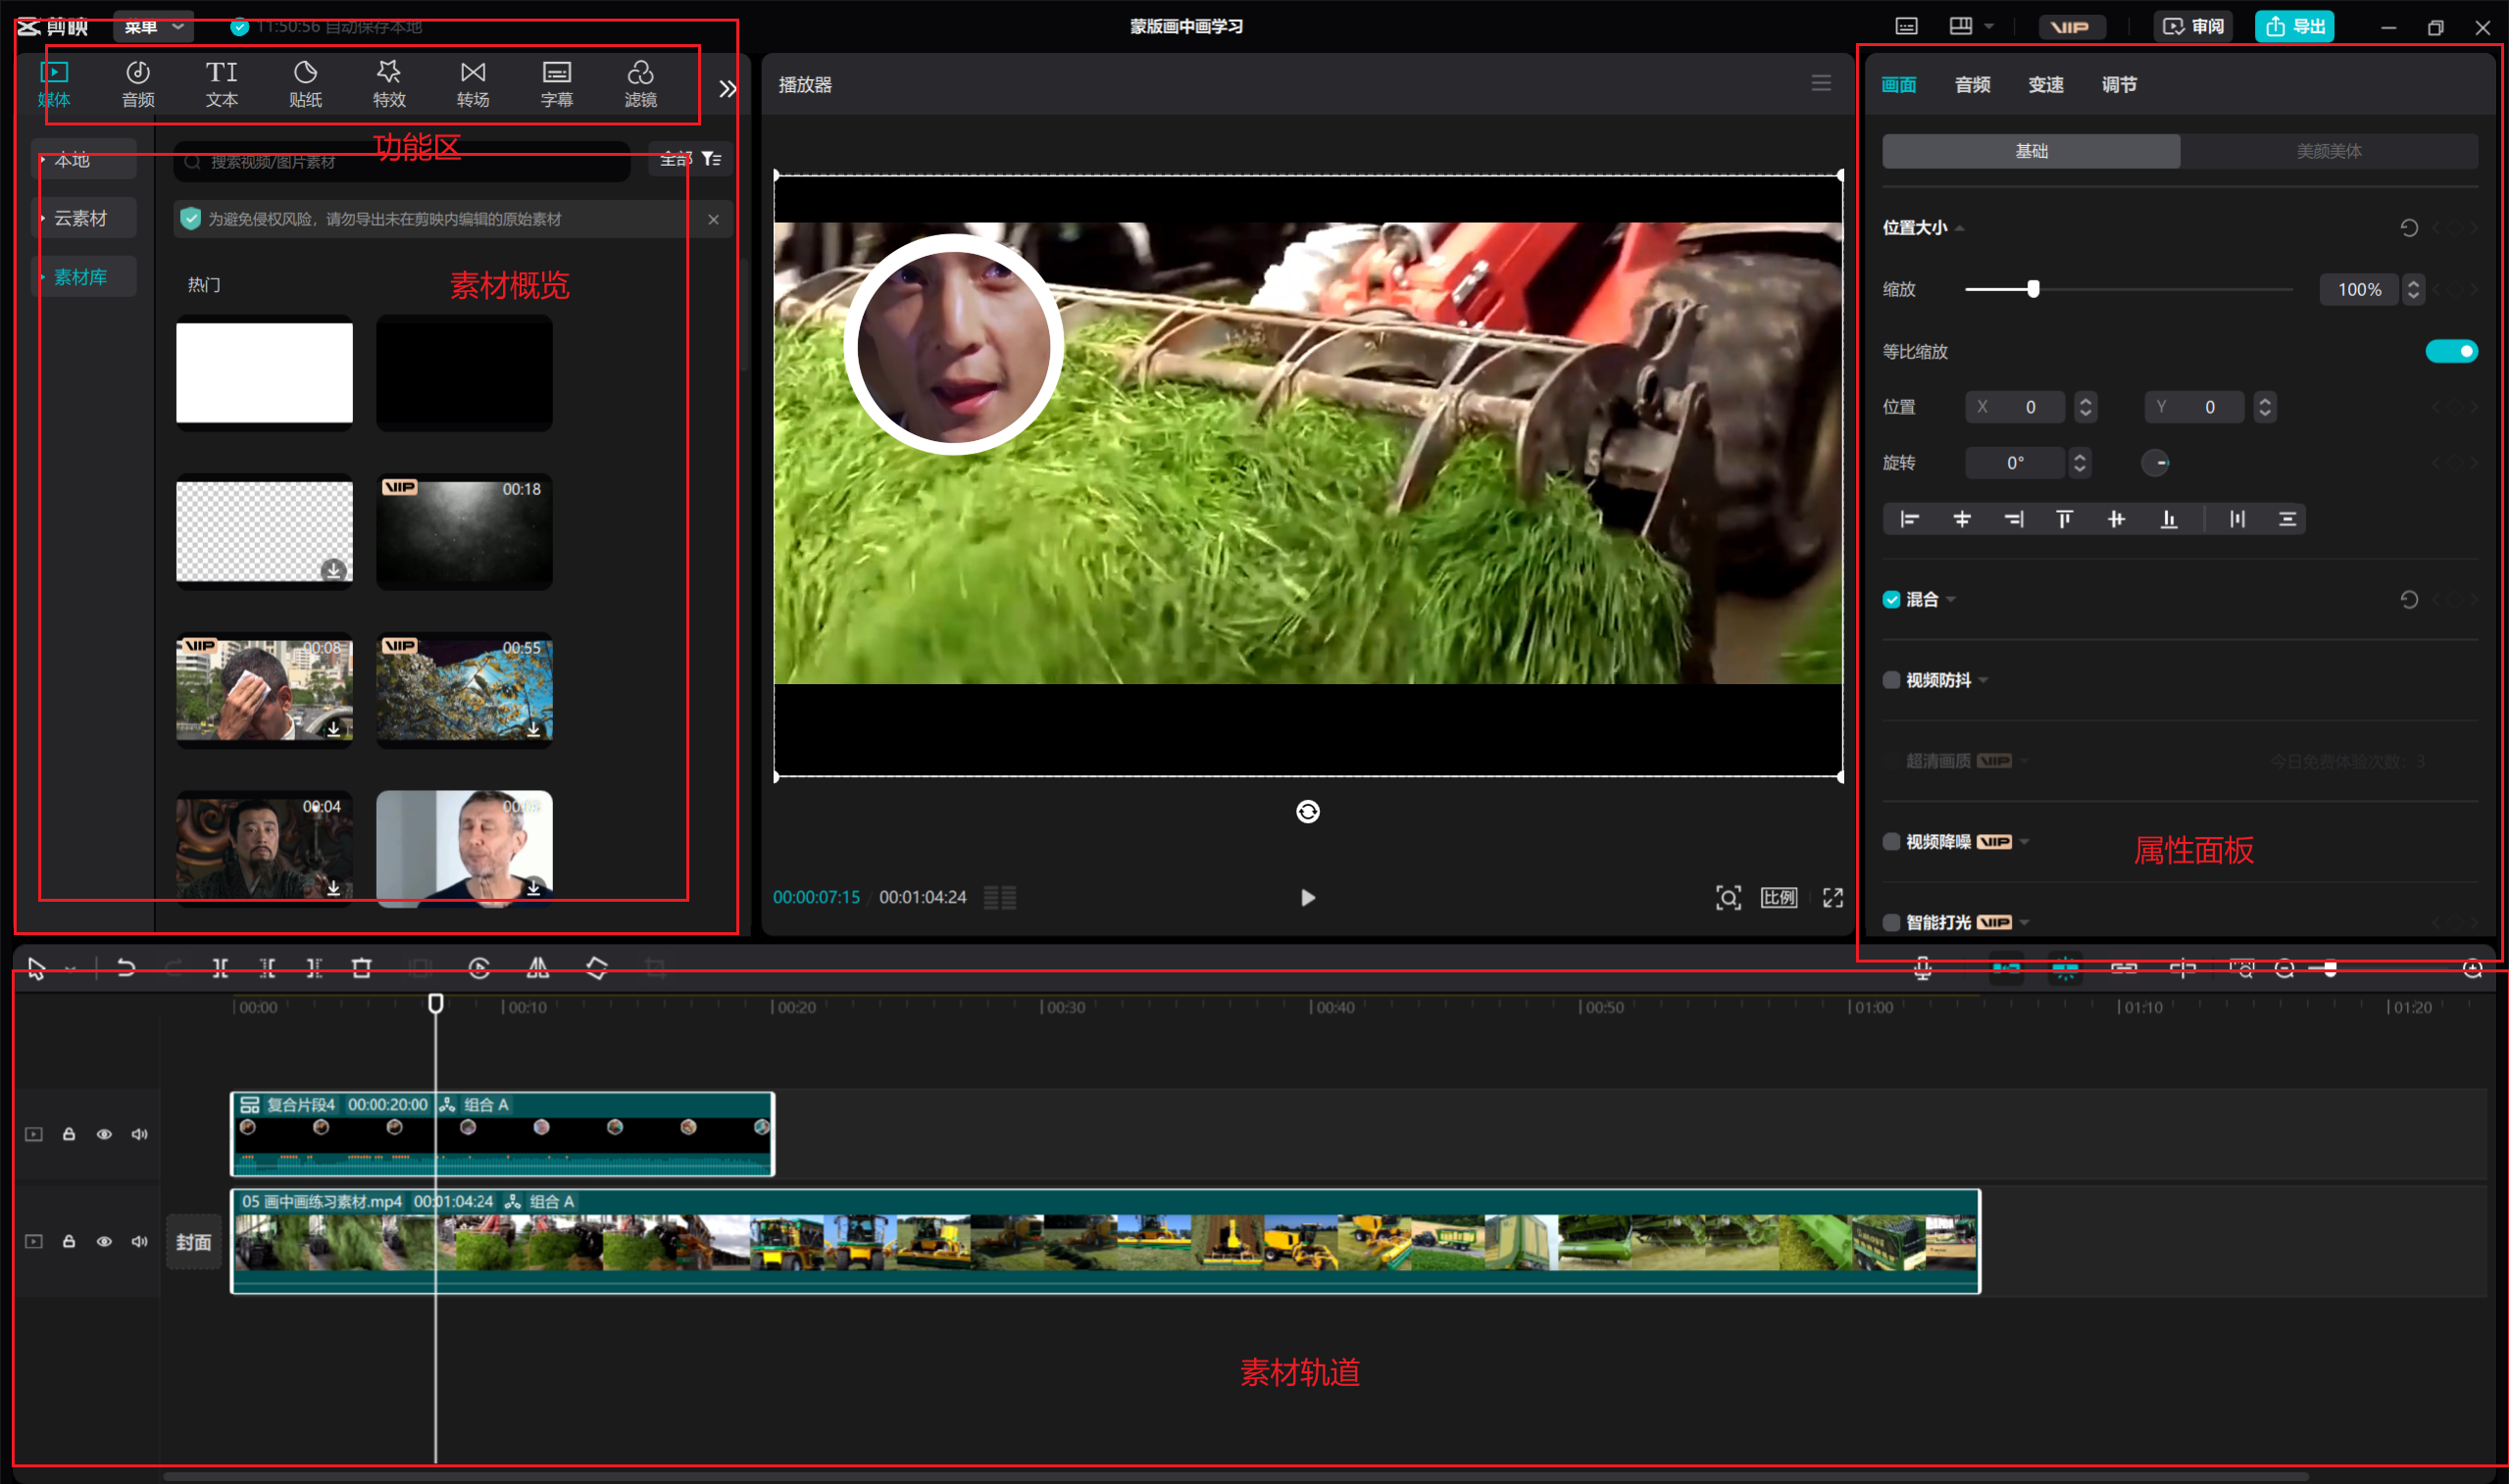 剪映 菜单 11:50:56 自动保存本地 蒙版画中画学习 VIP 审阅 导出
媒体 音频 文本 贴纸 特效 转场 字幕 滤镜
TI
功能区
本地
云素材
素材库
搜索视频/图片素材 全部
为避免侵权风险，请勿导出未在剪映内编辑的原始素材
热门
素材概览
VIP 00:18
VIP 00:08
VIP 00:55
00:04
播放器
00:00:07:15 / 00:01:04:24 比例
画面 音频 变速 调节
基础 美颜美体
位置大小
缩放 100%
等比缩放
位置 X 0 Y 0
旋转 0°
混合
视频防抖
超清画质 VIP 今日免费体验次数：3
视频降噪 VIP
属性面板
智能打光 VIP
00:00 00:10 00:20 00:30 00:40 00:50 01:00 01:10 01:20
复合片段4 00:00:20:00 组合 A
05 画中画练习素材.mp4 00:01:04:24 组合 A
封面
素材轨道